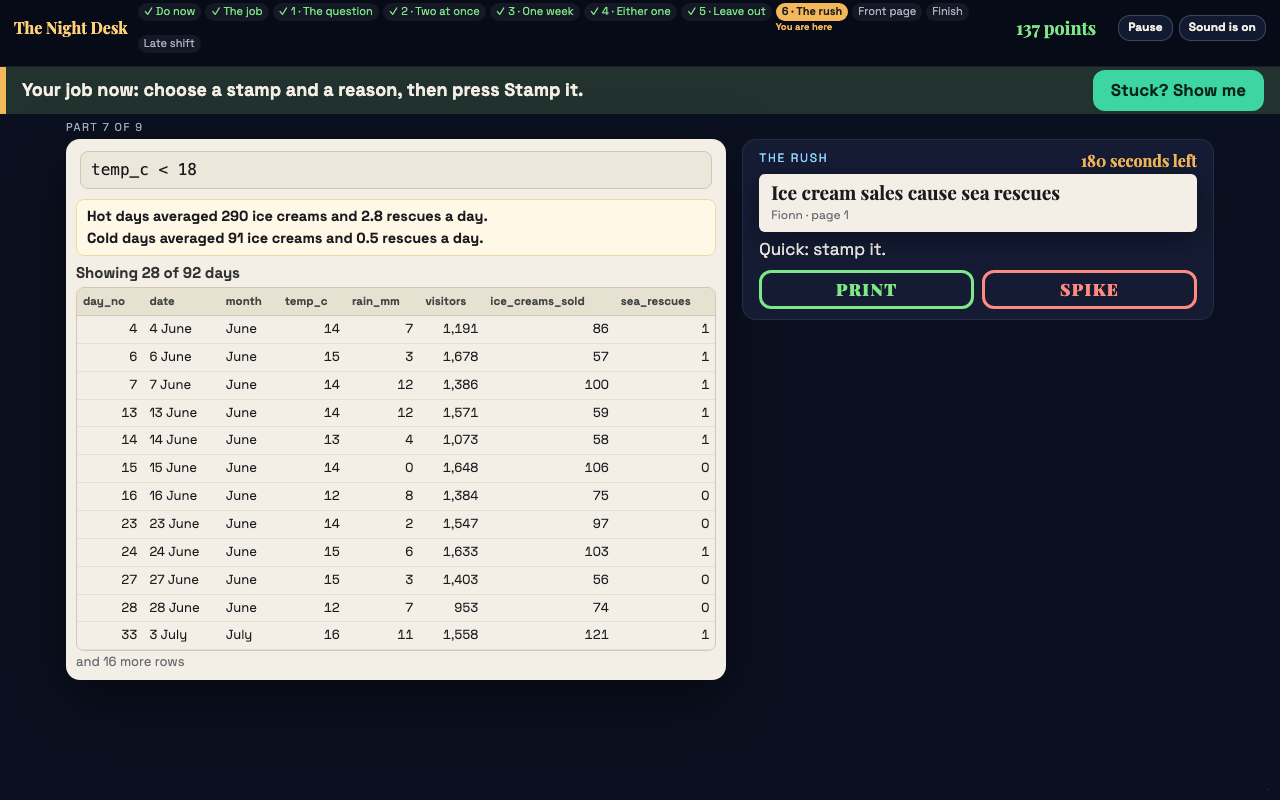 The Night Desk
✓ Do now ✓ The job ✓ 1 · The question ✓ 2 · Two at once ✓ 3 · One week ✓ 4 · Either one ✓ 5 · Leave out 6 · The rush Front page Finish
You are here
Late shift
137 points
Pause Sound is on
Your job now: choose a stamp and a reason, then press Stamp it.
Stuck? Show me
PART 7 OF 9
temp_c < 18
Hot days averaged 290 ice creams and 2.8 rescues a day.
Cold days averaged 91 ice creams and 0.5 rescues a day.
Showing 28 of 92 days
day_no date month temp_c rain_mm visitors ice_creams_sold sea_rescues
4 4 June June 14 7 1,191 86 1
6 6 June June 15 3 1,678 57 1
7 7 June June 14 12 1,386 100 1
13 13 June June 14 12 1,571 59 1
14 14 June June 13 4 1,073 58 1
15 15 June June 14 0 1,648 106 0
16 16 June June 12 8 1,384 75 0
23 23 June June 14 2 1,547 97 0
24 24 June June 15 6 1,633 103 1
27 27 June June 15 3 1,403 56 0
28 28 June June 12 7 953 74 0
33 3 July July 16 11 1,558 121 1
and 16 more rows
THE RUSH
180 seconds left
Ice cream sales cause sea rescues
Fionn · page 1
Quick: stamp it.
PRINT SPIKE